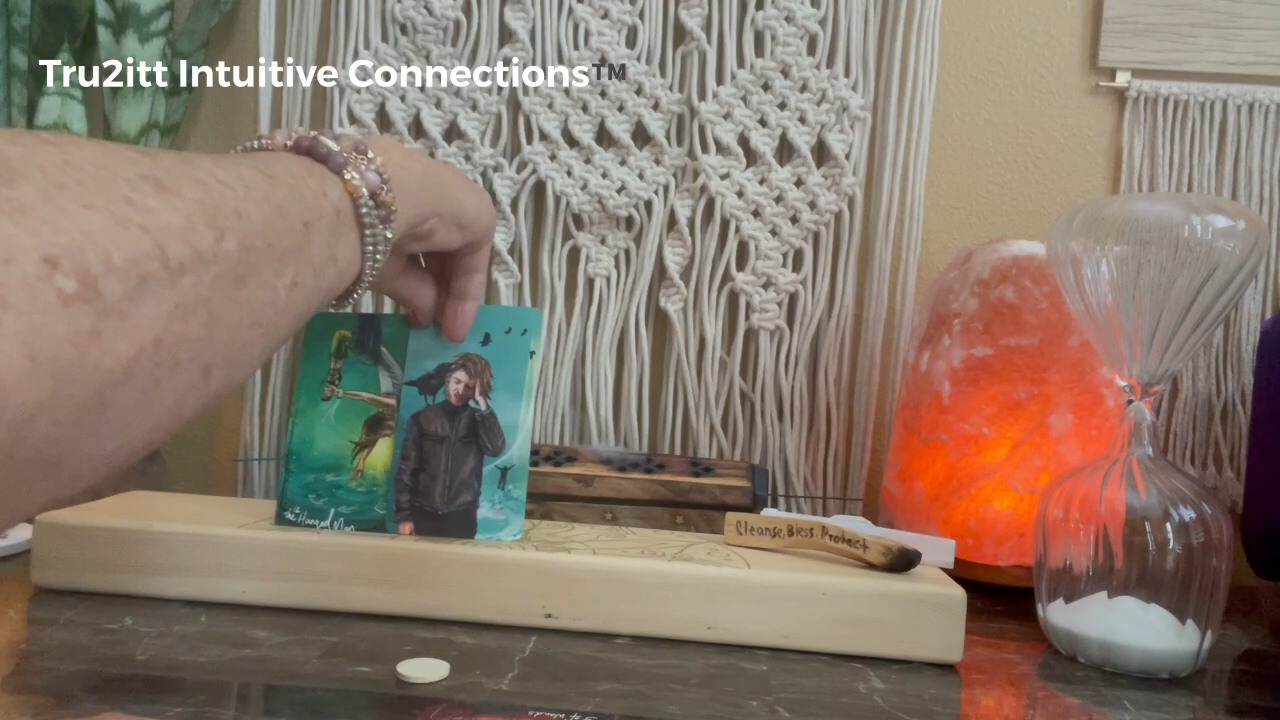 Tru2itt Intuitive Connections™
the Hanged Man
Cleanse, Bless, Protect